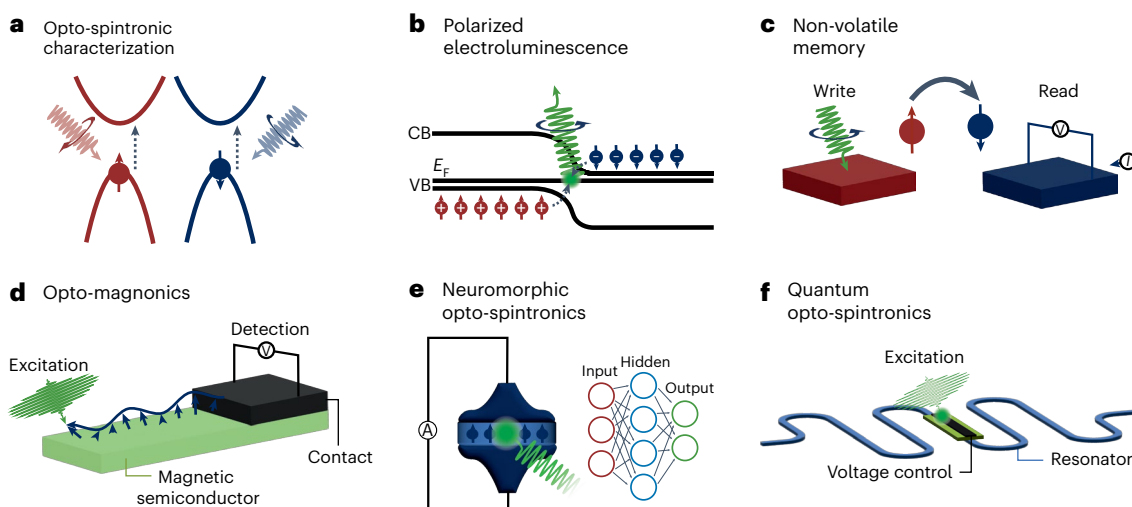 a Opto-spintronic
characterization
b Polarized
electroluminescence
CB
E_F
VB
c Non-volatile
memory
Write
Read
V
I
d Opto-magnonics
Detection
V
Excitation
Contact
Magnetic
semiconductor
e Neuromorphic
opto-spintronics
A
Input
Hidden
Output
f Quantum
opto-spintronics
Excitation
Voltage control
Resonator